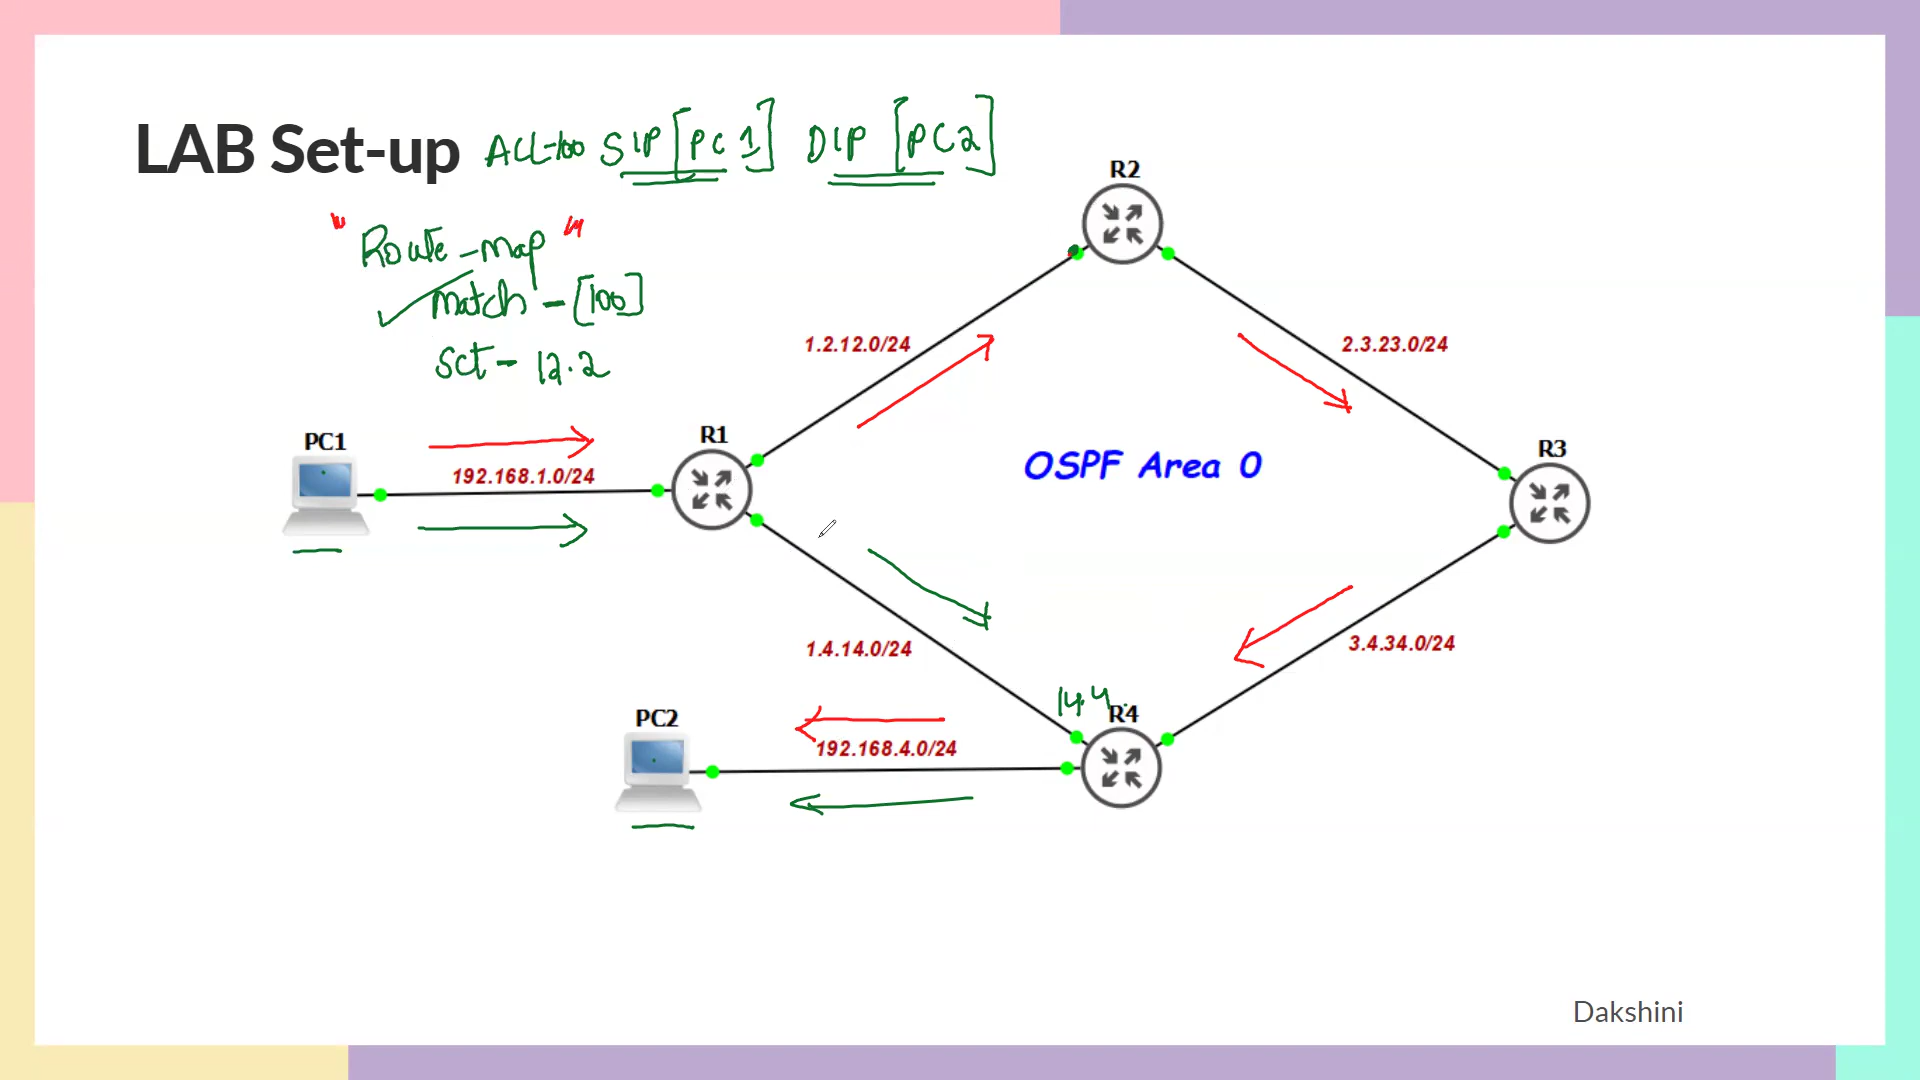 LAB Set-up ACL-100 SIP [PC 1] DIP [PC2]
"Route-map"
match - [100]
Set - 12.2
R2
1.2.12.0/24
2.3.23.0/24
PC1
192.168.1.0/24
R1
OSPF Area 0
R3
1.4.14.0/24
3.4.34.0/24
14.4.
R4
PC2
192.168.4.0/24
Dakshini